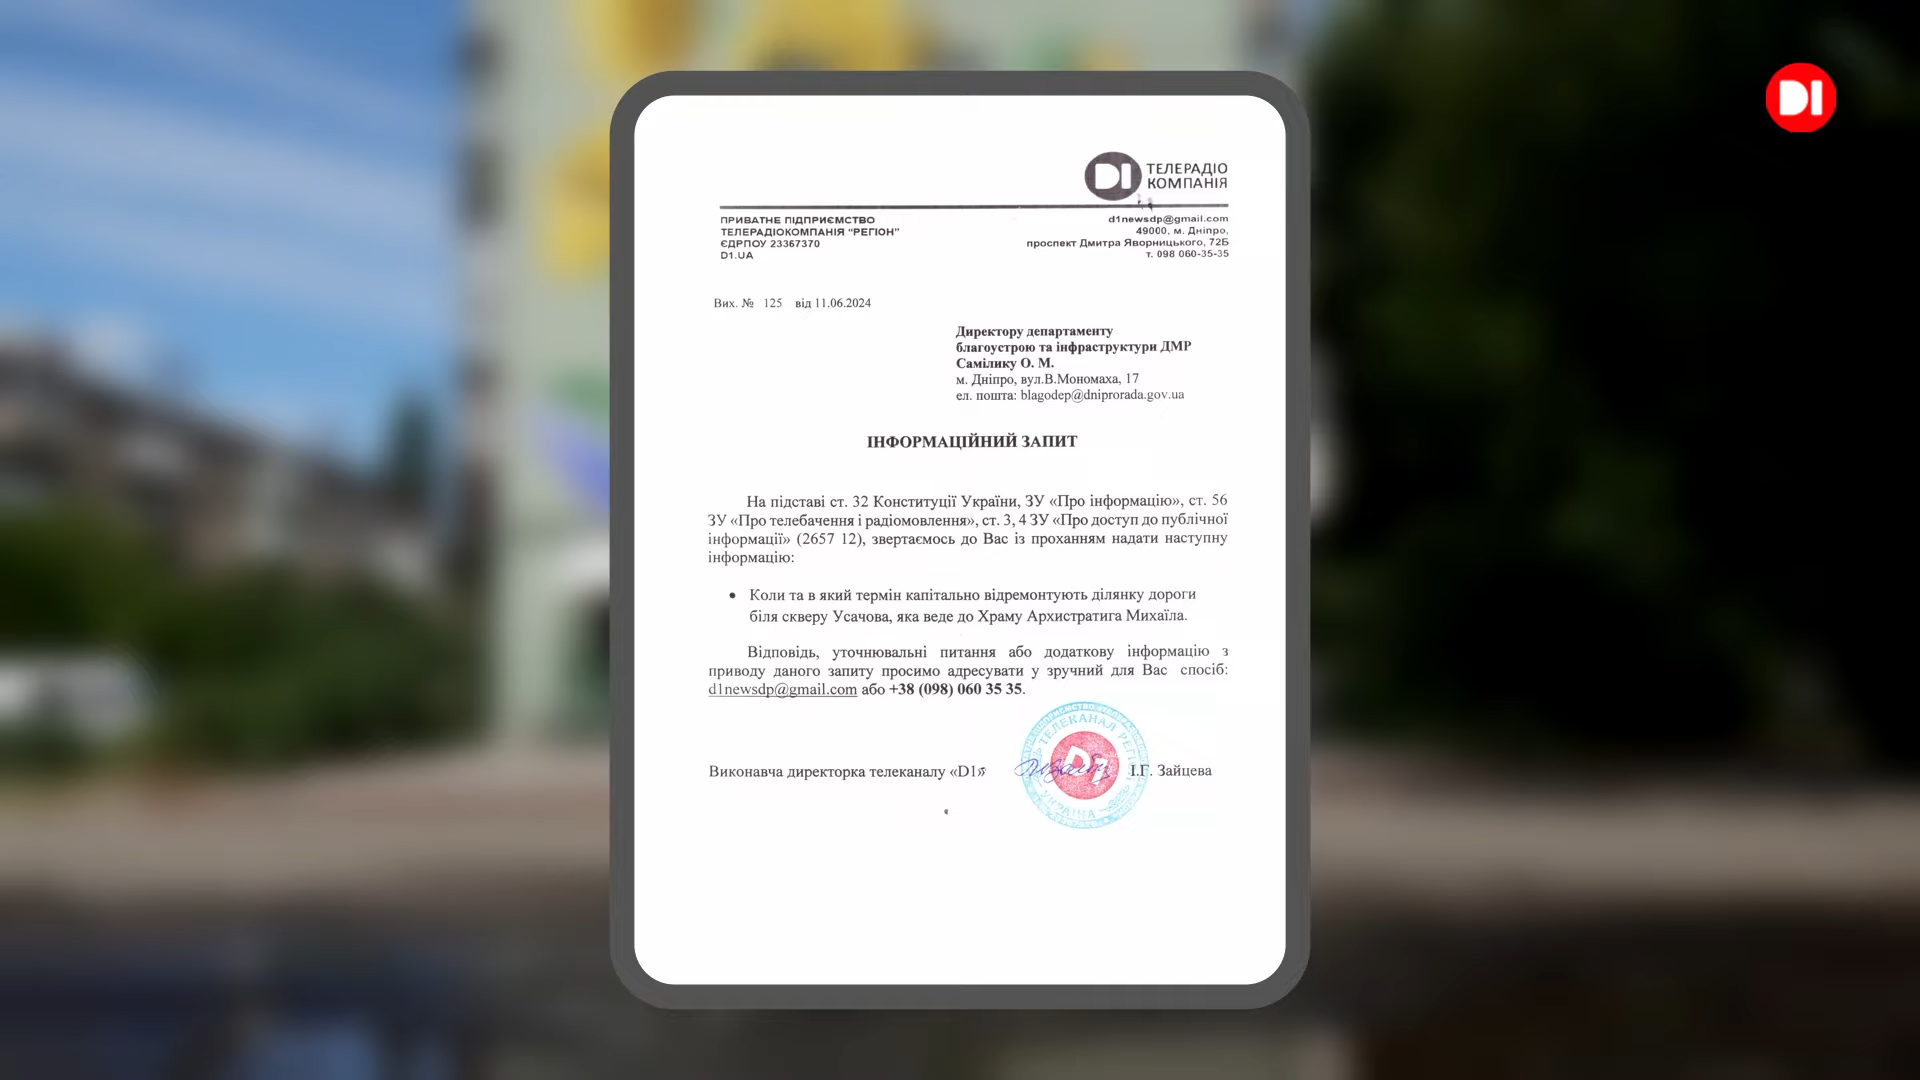 DI
DI ТЕЛЕРАДІО
КОМПАНІЯ
ПРИВАТНЕ ПІДПРИЄМСТВО
ТЕЛЕРАДІОКОМПАНІЯ “РЕГІОН”
ЄДРПОУ 23367370
D1.UA
d1newsdp@gmail.com
49000, м. Дніпро,
проспект Дмитра Яворницького, 72Б
т. 098 060-35-35
Вих. № 125 від 11.06.2024
Директору департаменту
благоустрою та інфраструктури ДМР
Самілику О. М.
м. Дніпро, вул.В.Мономаха, 17
ел. пошта: blagodep@dniprorada.gov.ua
ІНФОРМАЦІЙНИЙ ЗАПИТ
На підставі ст. 32 Конституції України, ЗУ «Про інформацію», ст. 56
ЗУ «Про телебачення і радіомовлення», ст. 3, 4 ЗУ «Про доступ до публічної
інформації» (2657 12), звертаємось до Вас із проханням надати наступну
інформацію:
• Коли та в який термін капітально відремонтують ділянку дороги
біля скверу Усачова, яка веде до Храму Архистратига Михаїла.
Відповідь, уточнювальні питання або додаткову інформацію з
приводу даного запиту просимо адресувати у зручний для Вас спосіб:
d1newsdp@gmail.com або +38 (098) 060 35 35.
Виконавча директорка телеканалу «D1»
ТЕЛЕКАНАЛ РЕГІОН
D1
УКРАЇНА
І.Г. Зайцева